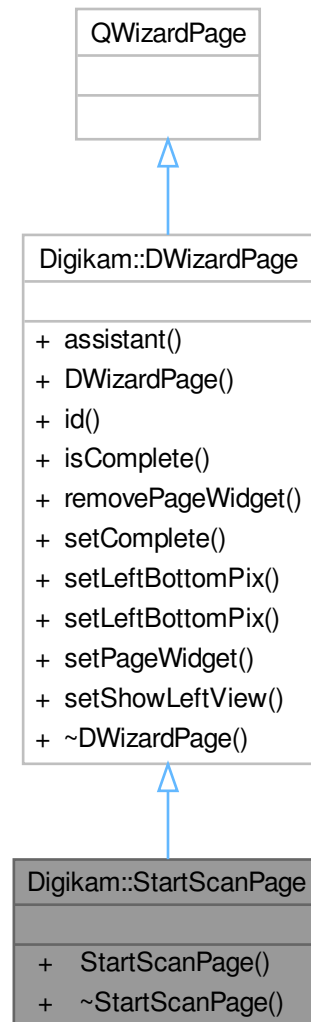 QWizardPage
Digikam::DWizardPage
+ assistant()
+ DWizardPage()
+ id()
+ isComplete()
+ removePageWidget()
+ setComplete()
+ setLeftBottomPix()
+ setLeftBottomPix()
+ setPageWidget()
+ setShowLeftView()
+ ~DWizardPage()
Digikam::StartScanPage
+ StartScanPage()
+ ~StartScanPage()